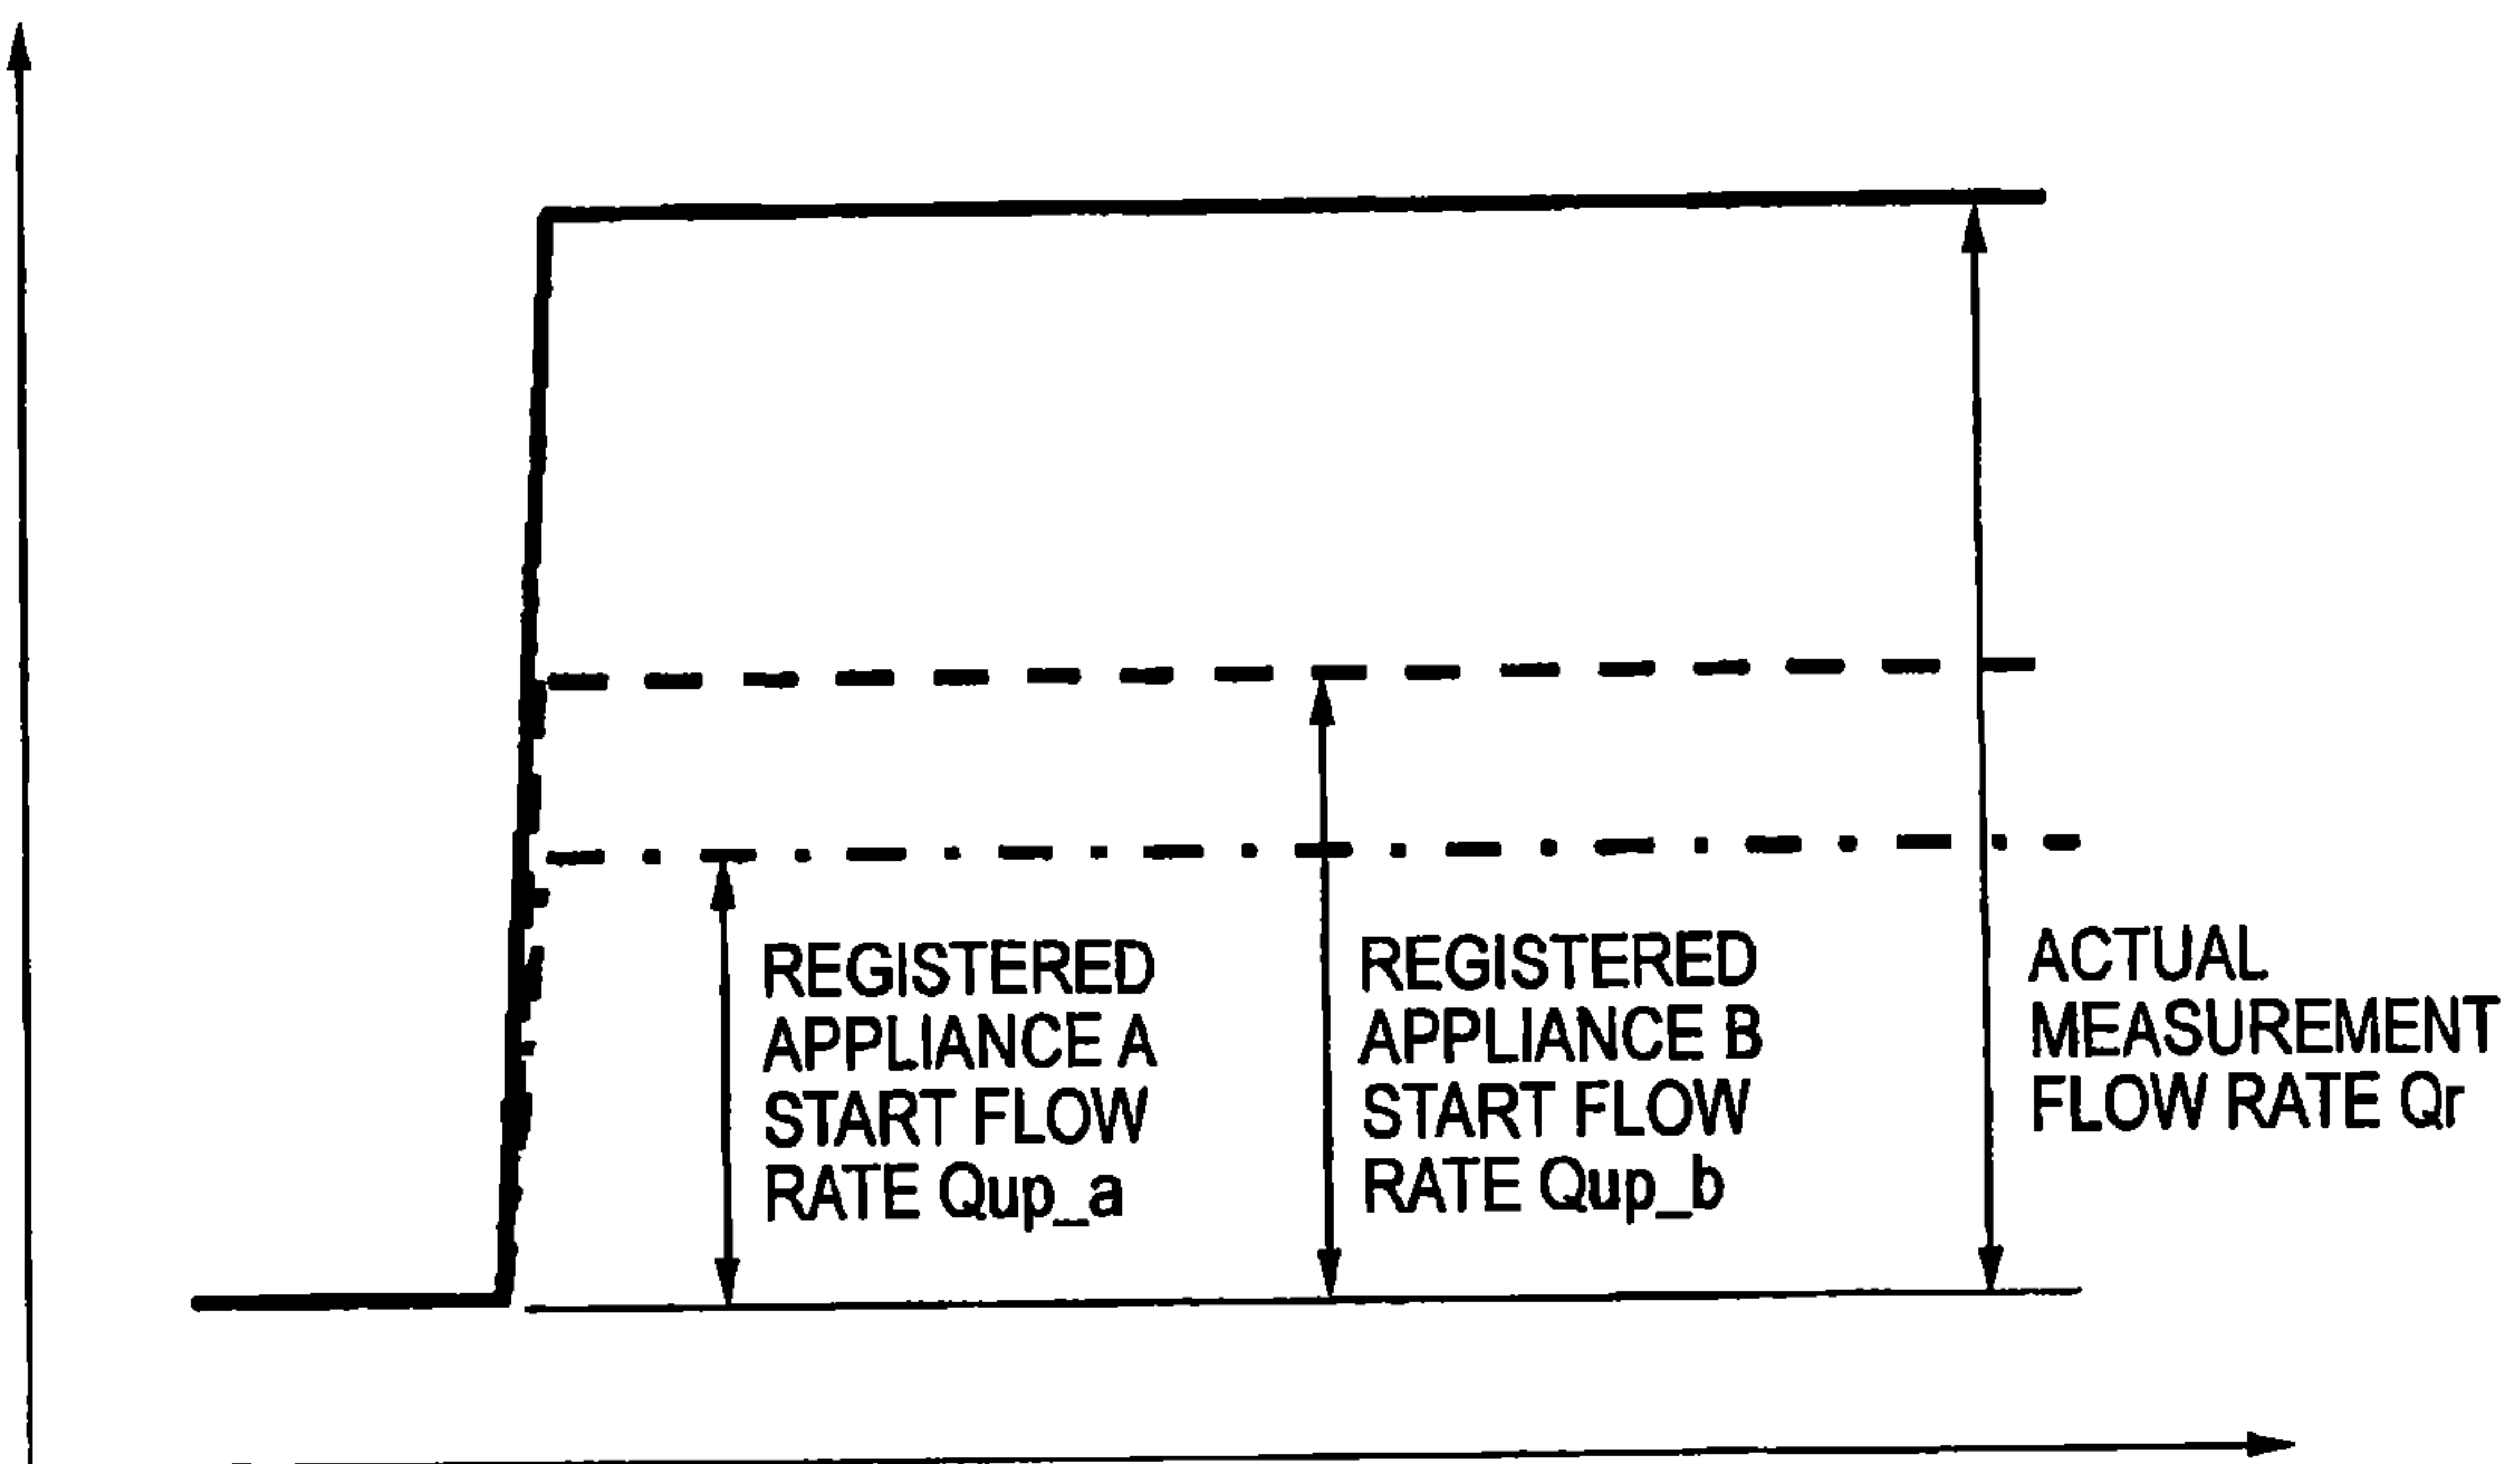 REGISTERED
APPLIANCE A
START FLOW
RATE Qup_a
REGISTERED
APPLIANCE B
START FLOW
RATE Qup_b
ACTUAL
MEASUREMENT
FLOW RATE Qr